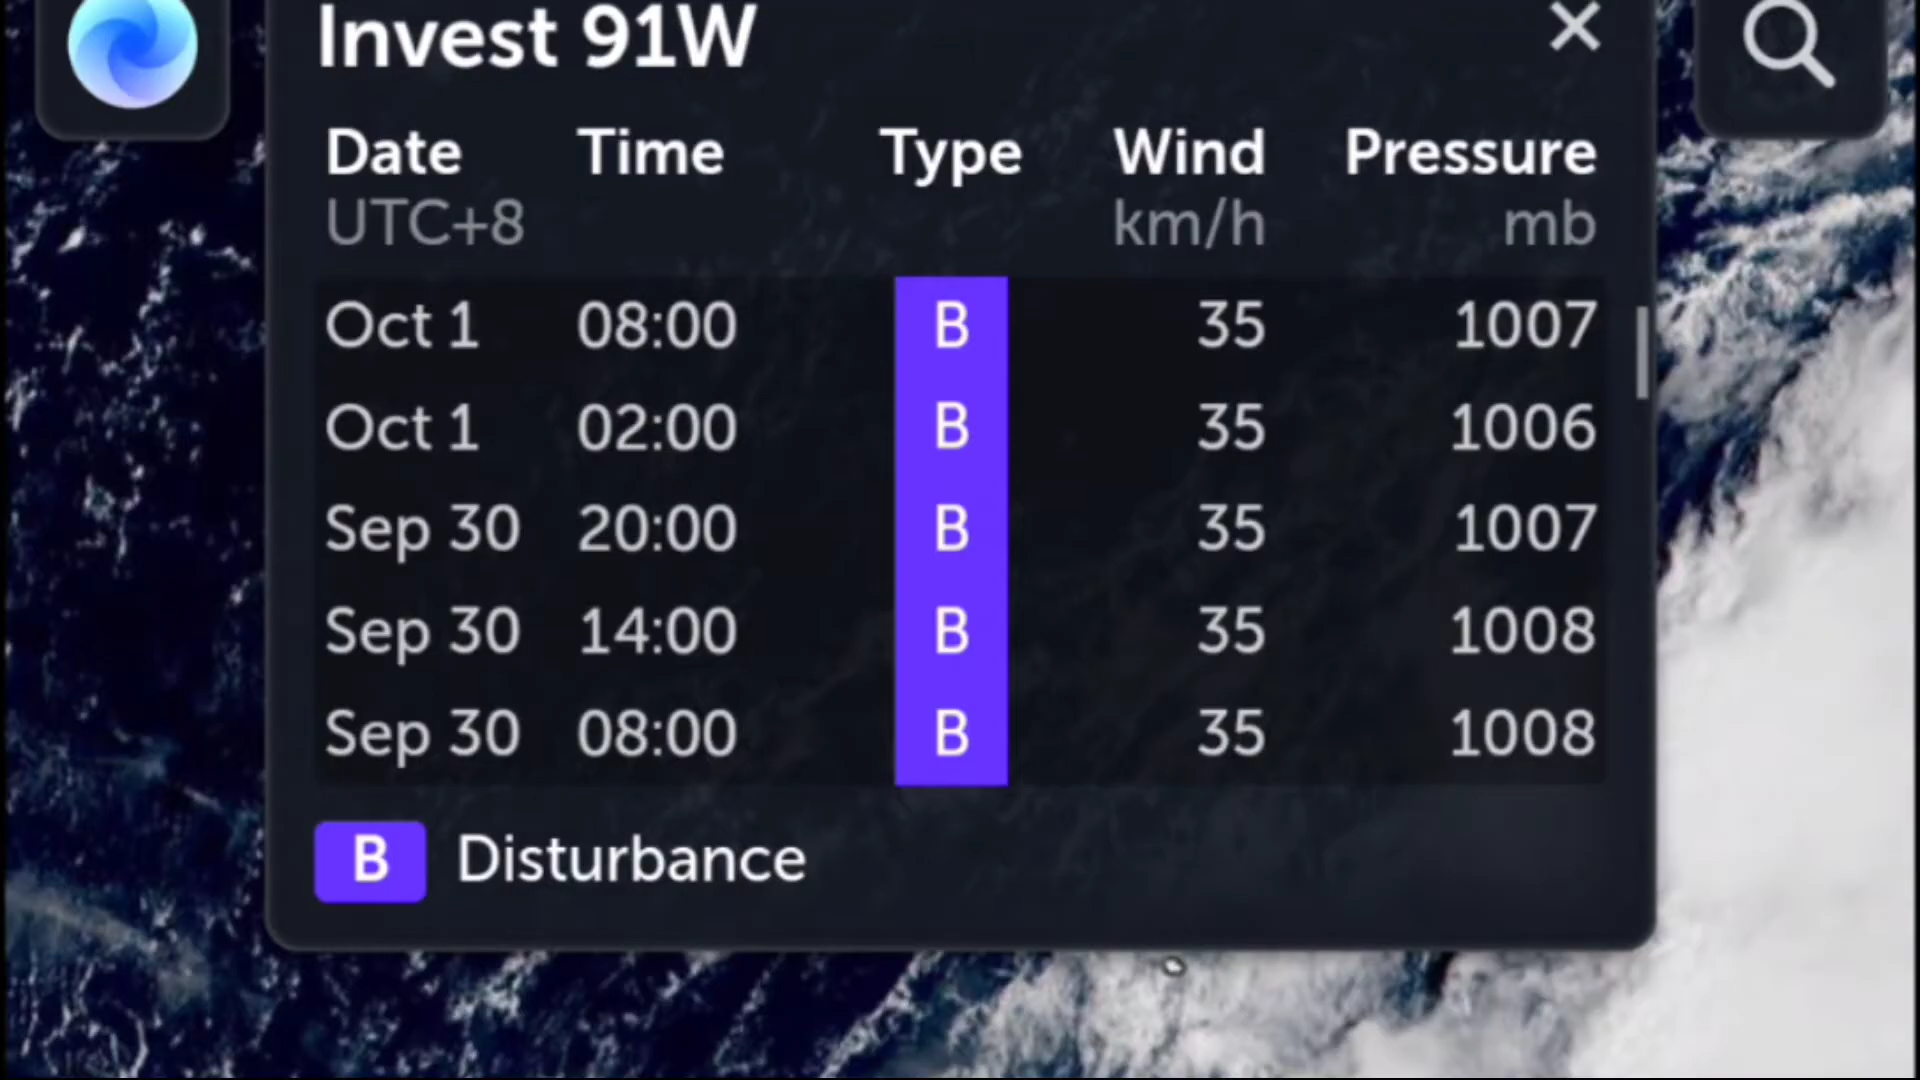 Invest 91W
Date Time Type Wind Pressure
UTC+8 km/h mb
Oct 1 08:00 B 35 1007
Oct 1 02:00 B 35 1006
Sep 30 20:00 B 35 1007
Sep 30 14:00 B 35 1008
Sep 30 08:00 B 35 1008
B Disturbance